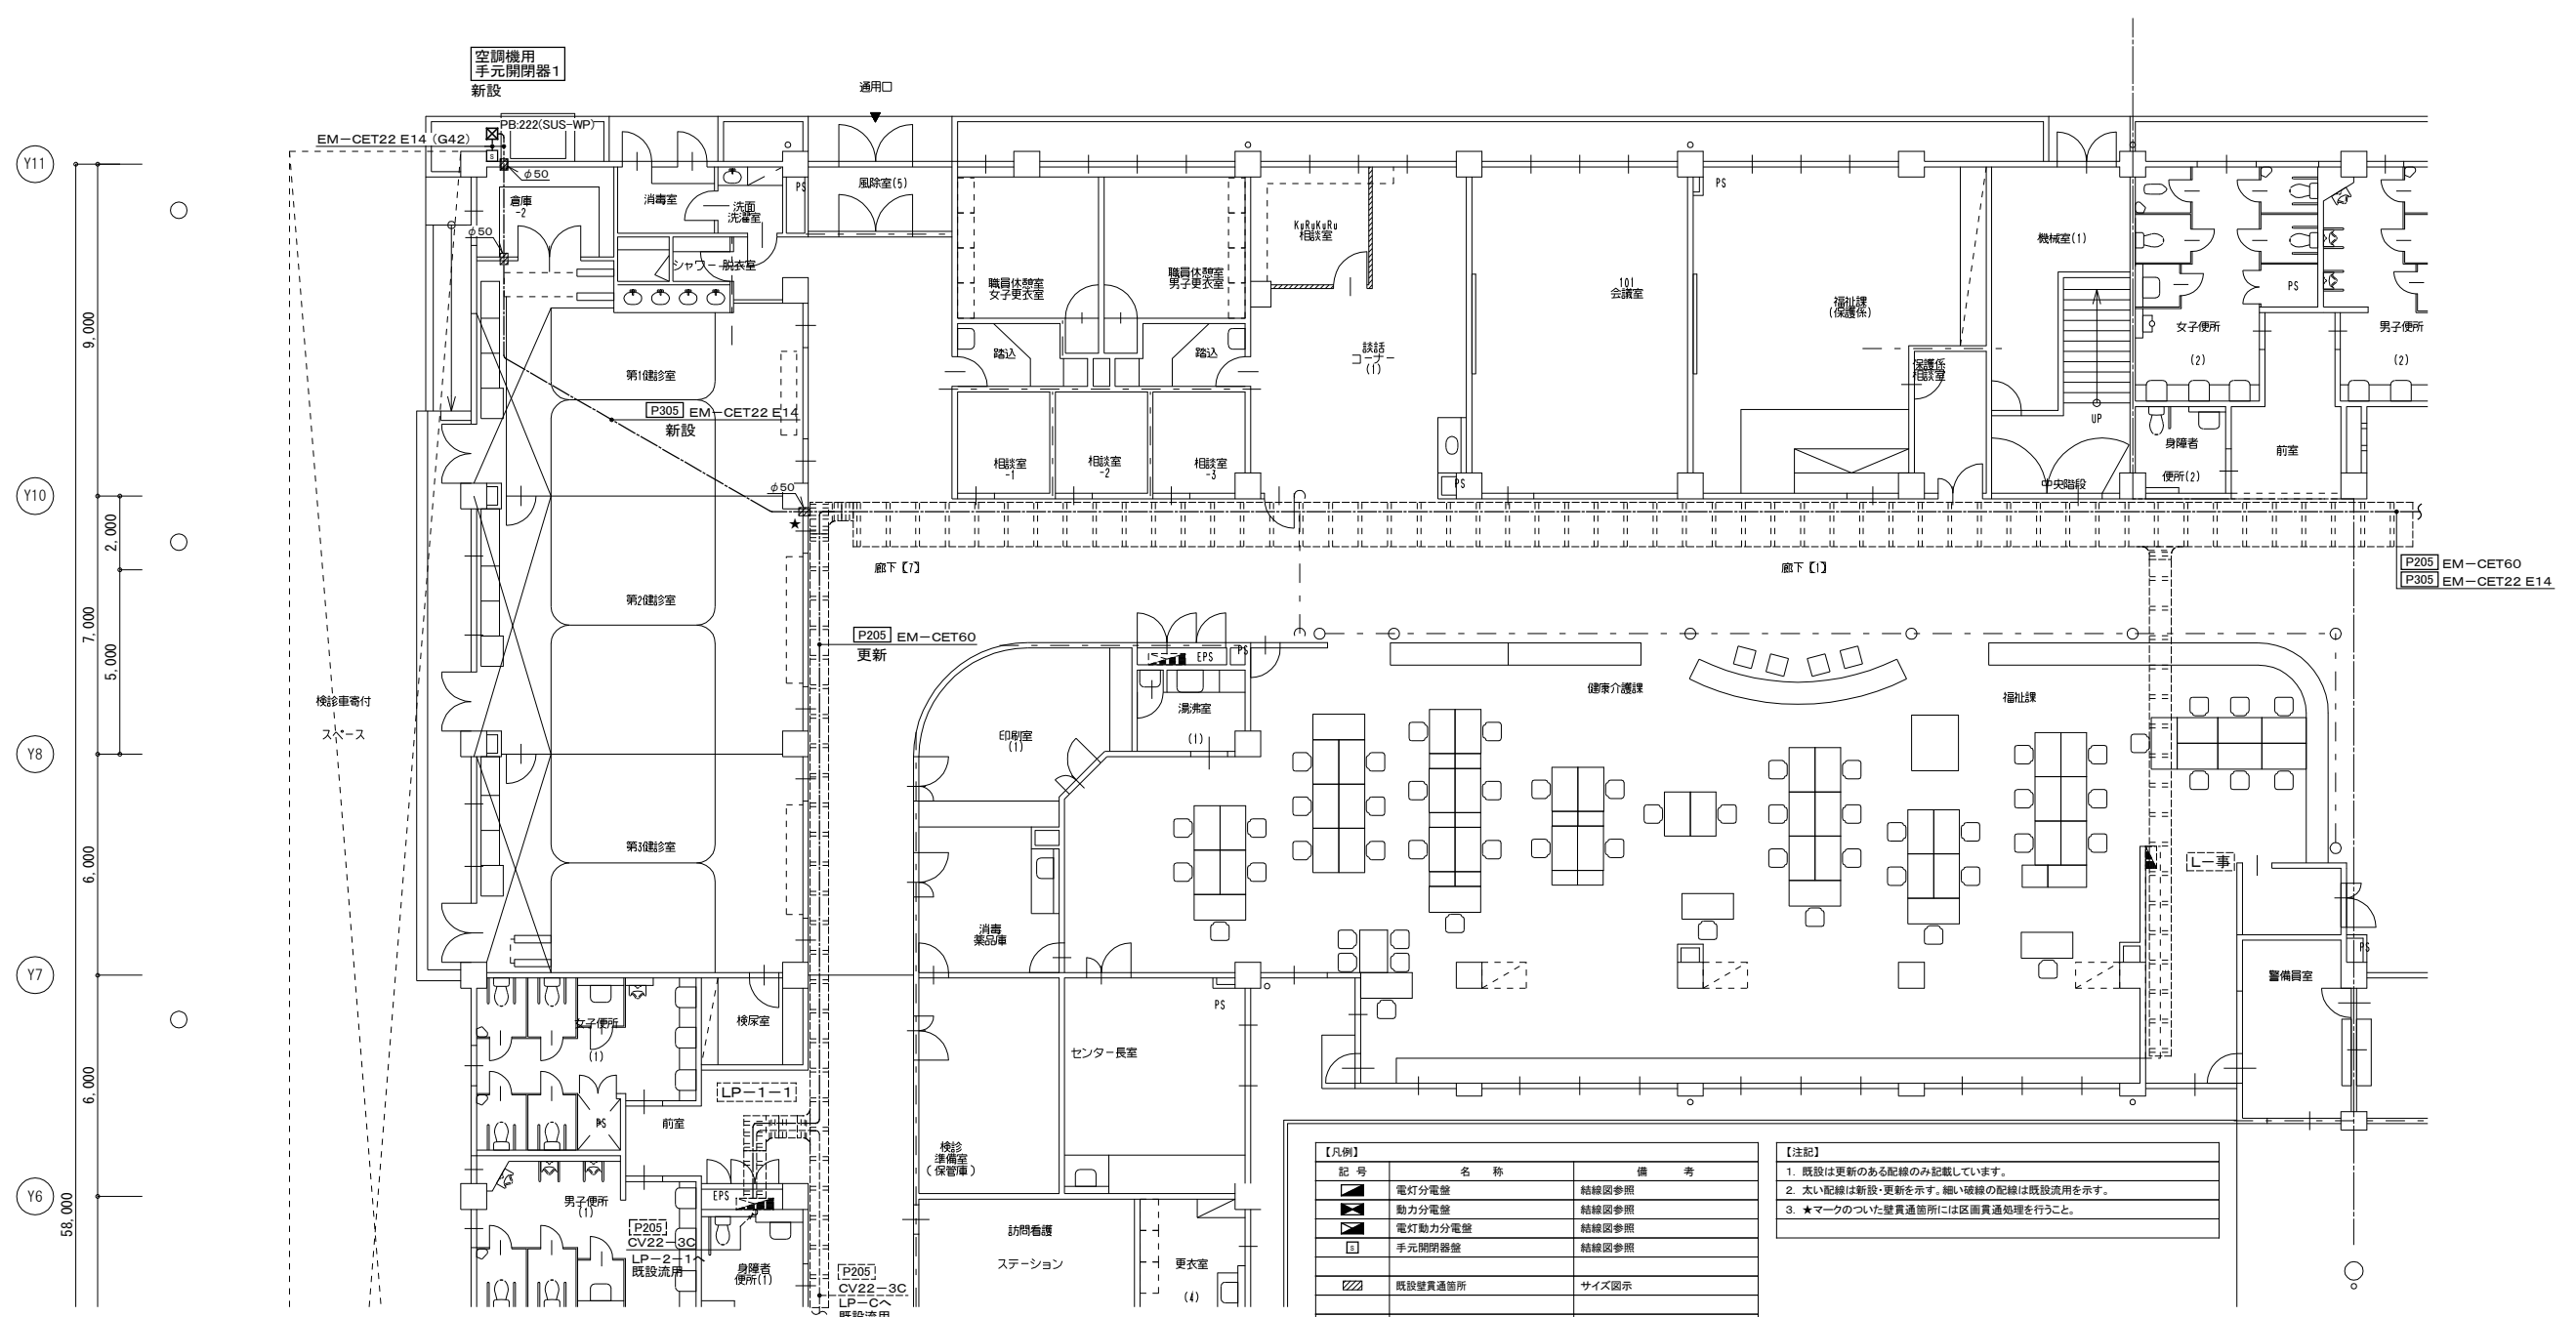 空調機用
手元開閉器1
新設
通用口
PB:222(SUS-WP)
EM-CET22 E14 (G42)
S
Y11
φ50
倉庫
-2
φ50
消毒室
洗面
洗濯室
PS
風除室(5)
シャワー 脱衣室
職員休憩室
女子更衣室
職員休憩室
男子更衣室
KuRuKuRu
相談室
101
会議室
PS
福祉課
(保護係)
機械室(1)
PS
女子便所
(2)
男子便所
(2)
踏込
踏込
談話
コーナー
(1)
保護係
相談室
UP
9,000
第1健診室
P305 EM-CET22 E14
新設
相談室
-1
相談室
-2
相談室
-3
PS
身障者
便所(2)
前室
中央階段
Y10
φ50
★
2,000
廊下【7】
廊下【1】
P205 EM-CET60
P305 EM-CET22 E14
7,000
5,000
第2健診室
P205 EM-CET60
更新
EPS
PS
検診車寄付
スペース
健康介護課
福祉課
湯沸室
(1)
印刷室
(1)
Y8
6,000
第3健診室
L-事
消毒
薬品庫
PS
Y7
警備員室
女子便所
(1)
検尿室
PS
センター長室
6,000
LP-1-1
PS
前室
検診
準備室
(保管庫)
Y6
58,000
男子便所
(1)
EPS
P205
CV22-3C
LP-2-1へ
既設流用
身障者
便所(1)
P205
CV22-3C
LP-Cへ
既設流用
訪問看護
ステーション
更衣室
(4)
【凡例】
記 号 名 称 備 考
電灯分電盤 結線図参照
動力分電盤 結線図参照
電灯動力分電盤 結線図参照
S 手元開閉器盤 結線図参照
既設壁貫通箇所 サイズ図示
【注記】
1. 既設は更新のある配線のみ記載しています。
2. 太い配線は新設・更新を示す。細い破線の配線は既設流用を示す。
3. ★マークのついた壁貫通箇所には区画貫通処理を行うこと。